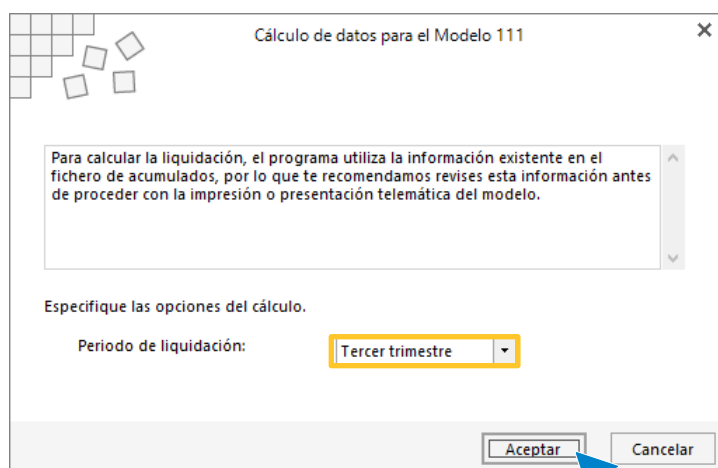 Cálculo de datos para el Modelo 111
Para calcular la liquidación, el programa utiliza la información existente en el
fichero de acumulados, por lo que te recomendamos revises esta información antes
de proceder con la impresión o presentación telemática del modelo.
Especifique las opciones del cálculo.
Periodo de liquidación:
Tercer trimestre
Aceptar
Cancelar